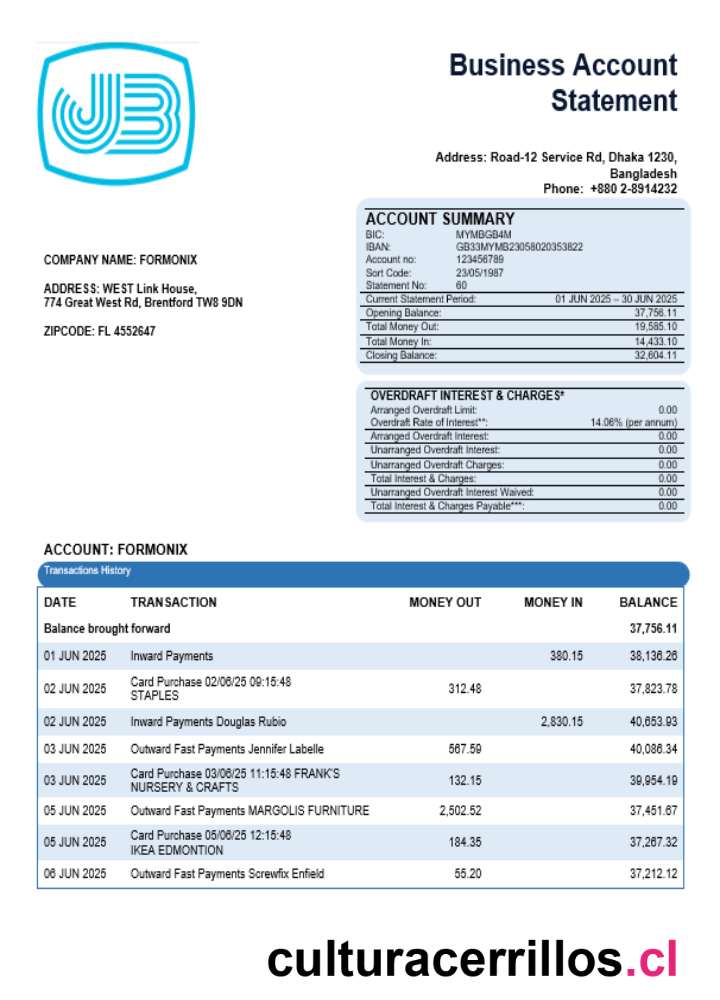 JB
Business Account
Statement
Address: Road-12 Service Rd, Dhaka 1230,
Bangladesh
Phone: +880 2-8914232
COMPANY NAME: FORMONIX
ADDRESS: WEST Link House,
774 Great West Rd, Brentford TW8 9DN
ZIPCODE: FL 4552647
ACCOUNT SUMMARY
BIC: MYMBGB4M
IBAN: GB33MYMB23058020353822
Account no: 123456789
Sort Code: 23/05/1987
Statement No: 60
Current Statement Period: 01 JUN 2025 – 30 JUN 2025
Opening Balance: 37,756.11
Total Money Out: 19,585.10
Total Money In: 14,433.10
Closing Balance: 32,604.11
OVERDRAFT INTEREST & CHARGES*
Arranged Overdraft Limit: 0.00
Overdraft Rate of Interest**: 14.06% (per annum)
Arranged Overdraft Interest: 0.00
Unarranged Overdraft Interest: 0.00
Unarranged Overdraft Charges: 0.00
Total Interest & Charges: 0.00
Unarranged Overdraft Interest Waived: 0.00
Total Interest & Charges Payable***: 0.00
ACCOUNT: FORMONIX
Transactions History
DATE TRANSACTION MONEY OUT MONEY IN BALANCE
Balance brought forward 37,756.11
01 JUN 2025 Inward Payments 380.15 38,136.26
02 JUN 2025 Card Purchase 02/06/25 09:15:48 312.48 37,823.78
STAPLES
02 JUN 2025 Inward Payments Douglas Rubio 2,830.15 40,653.93
03 JUN 2025 Outward Fast Payments Jennifer Labelle 567.59 40,086.34
03 JUN 2025 Card Purchase 03/06/25 11:15:48 FRANK'S 132.15 39,954.19
NURSERY & CRAFTS
05 JUN 2025 Outward Fast Payments MARGOLIS FURNITURE 2,502.52 37,451.67
05 JUN 2025 Card Purchase 05/06/25 12:15:48 184.35 37,267.32
IKEA EDMONTION
06 JUN 2025 Outward Fast Payments Screwfix Enfield 55.20 37,212.12
culturacerrillos.cl